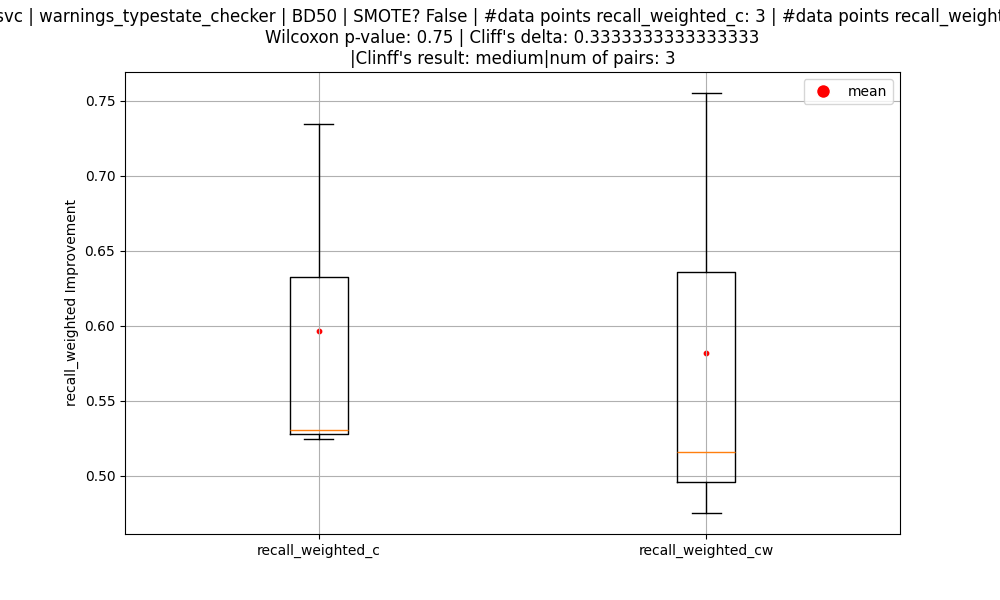 svc | warnings_typestate_checker | BD50 | SMOTE? False | #data points recall_weighted_c: 3 | #data points
Wilcoxon p-value: 0.75 | Cliff's delta: 0.3333333333333333
|Clinff's result: medium|num of pairs: 3
mean
0.75
0.70
0.65
0.60
0.55
0.50
recall_weighted Improvement
recall_weighted_c
recall_weighted_cw